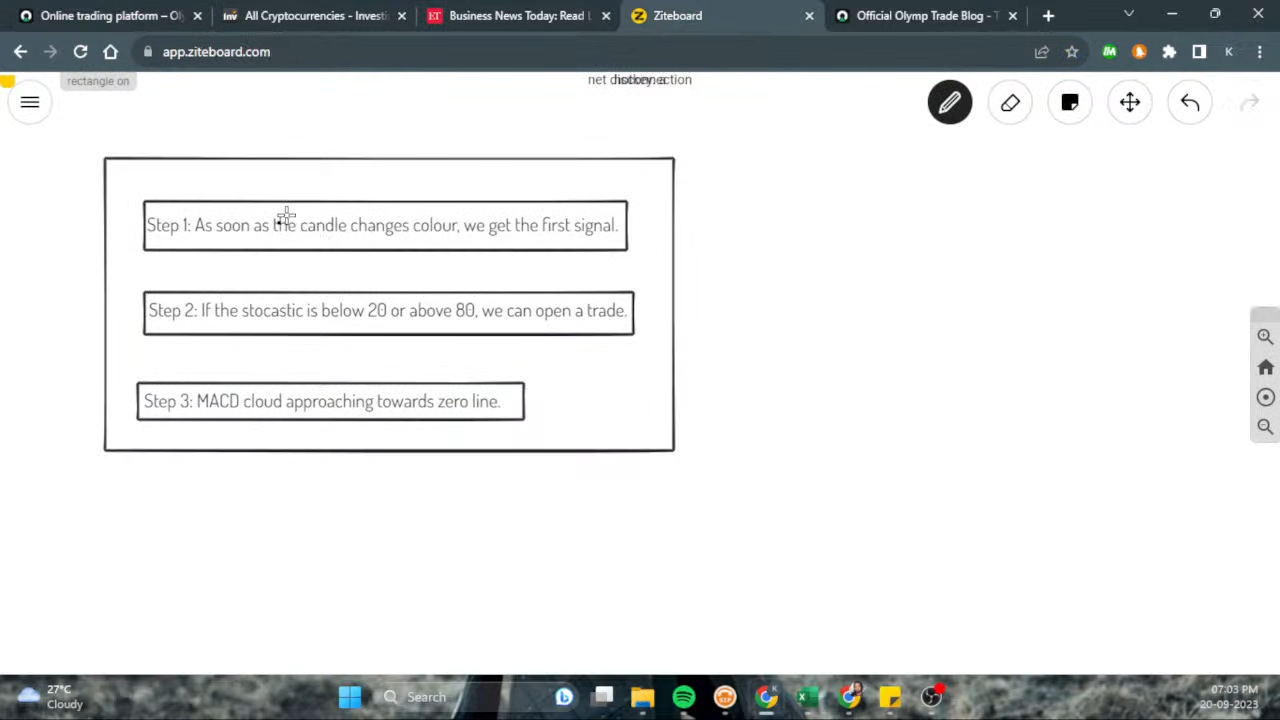 Online trading platform – Ol
All Cryptocurrencies - Investi
Business News Today: Read L
Ziteboard
Official Olymp Trade Blog - T
app.ziteboard.com
K
rectangle on
Step 1: As soon as the candle changes colour, we get the first signal.
Step 2: If the stocastic is below 20 or above 80, we can open a trade.
Step 3: MACD cloud approaching towards zero line.
27°C
Cloudy
Search
07:03 PM
20-09-2023